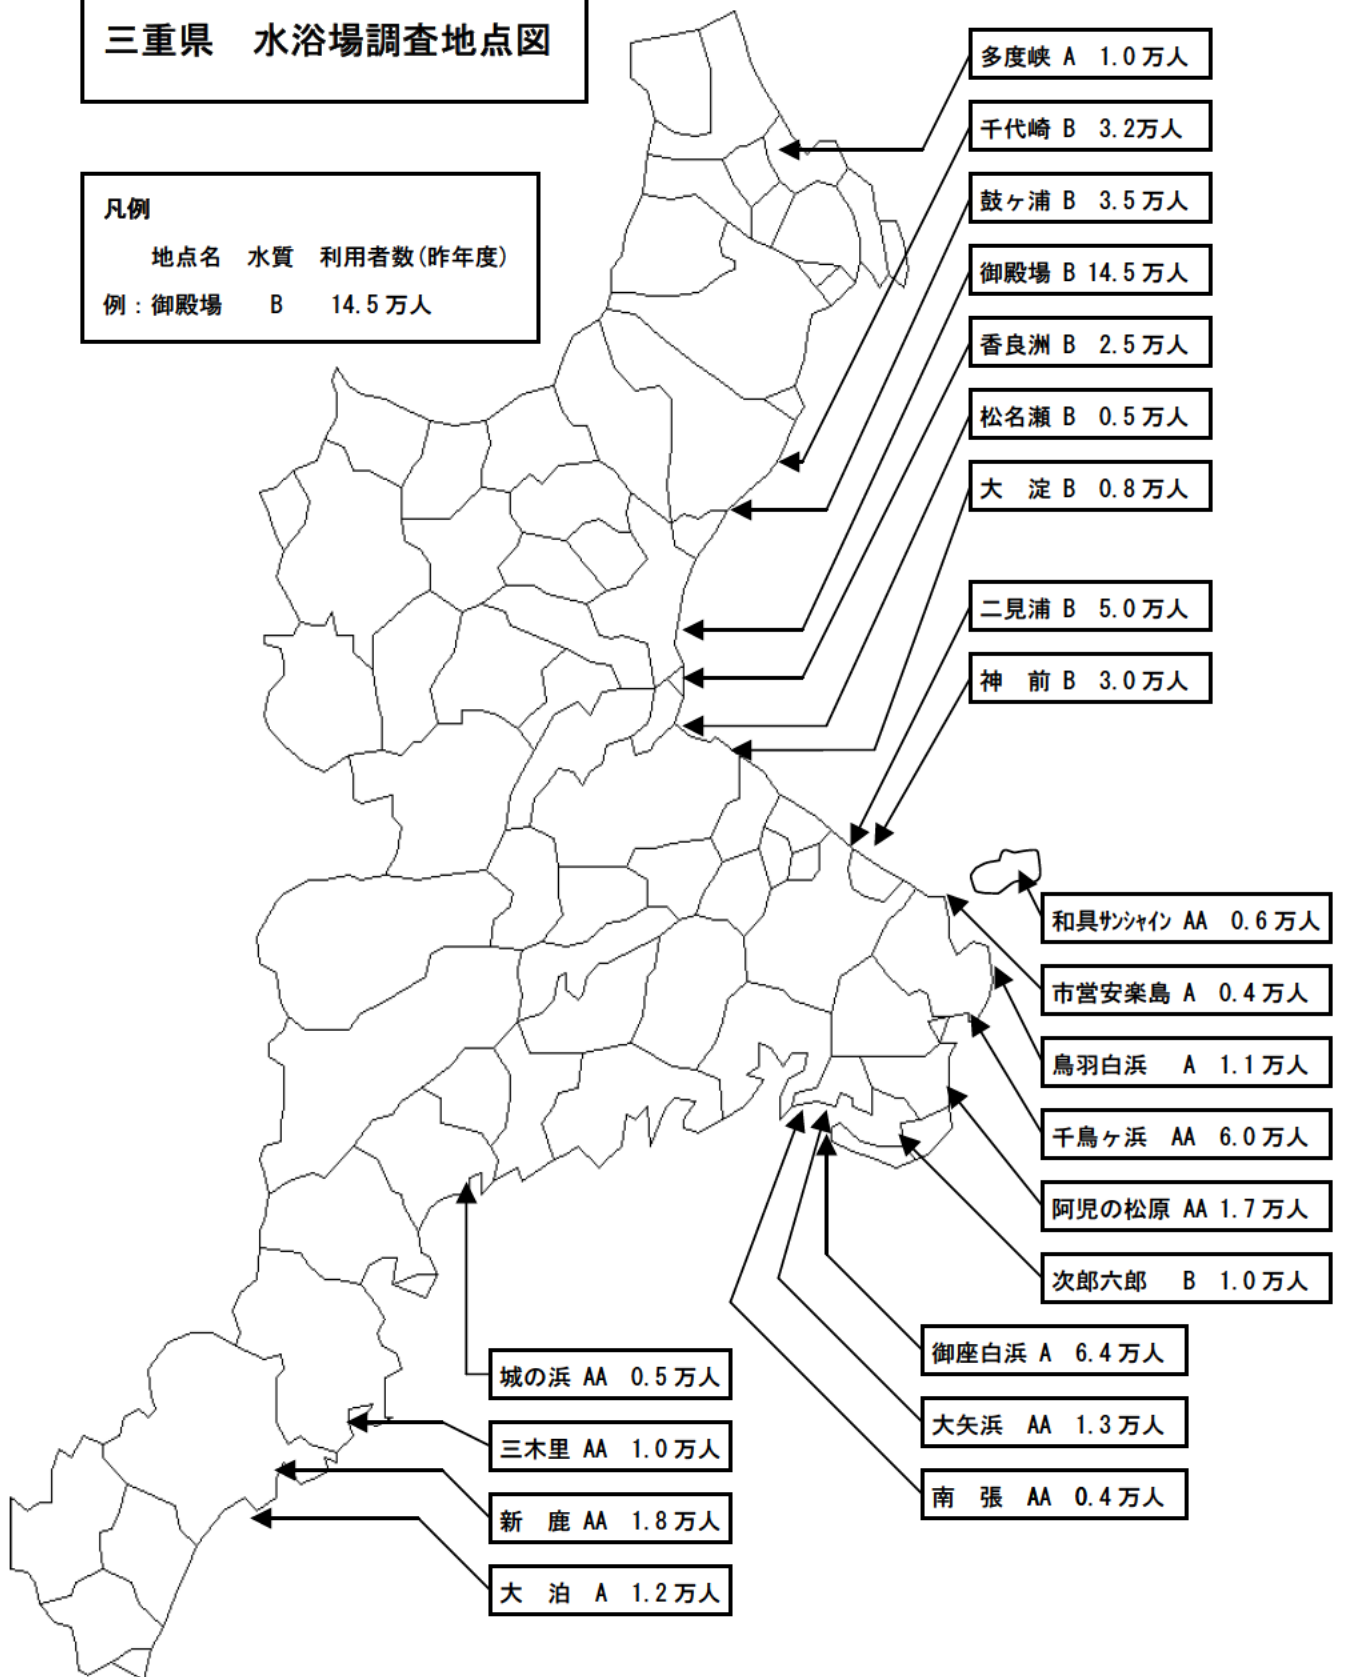 三重県　水浴場調査地点図
凡例
地点名　水質　利用者数(昨年度)
例：御殿場　B　14.5万人
多度峡 A 1.0万人
千代崎 B 3.2万人
鼓ヶ浦 B 3.5万人
御殿場 B 14.5万人
香良洲 B 2.5万人
松名瀬 B 0.5万人
大　淀 B 0.8万人
二見浦 B 5.0万人
神　前 B 3.0万人
和具ｻﾝｼｬｲﾝ AA 0.6万人
市営安楽島 A 0.4万人
鳥羽白浜 A 1.1万人
千鳥ヶ浜 AA 6.0万人
阿児の松原 AA 1.7万人
次郎六郎 B 1.0万人
御座白浜 A 6.4万人
大矢浜 AA 1.3万人
南　張 AA 0.4万人
城の浜 AA 0.5万人
三木里 AA 1.0万人
新　鹿 AA 1.8万人
大　泊 A 1.2万人